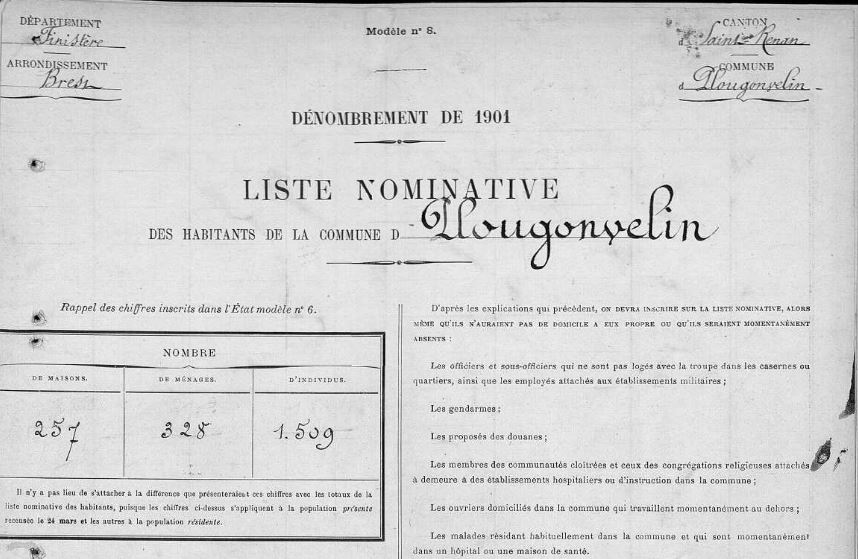 DÉPARTEMENT
Finistère
ARRONDISSEMENT
Brest
Modèle nº 8.
CANTON
d Saint-Renan
COMMUNE
d Plougonvelin
DÉNOMBREMENT DE 1901
LISTE NOMINATIVE
DES HABITANTS DE LA COMMUNE D Plougonvelin
Rappel des chiffres inscrits dans l'État modèle nº 6.
NOMBRE
DE MAISONS. DE MÉNAGES. D'INDIVIDUS.
257 328 1.509
Il n'y a pas lieu de s'attacher à la différence que présenteraient ces chiffres avec les totaux de la
liste nominative des habitants, puisque les chiffres ci-dessus s'appliquent à la population présente
recensée le 24 mars et les autres à la population résidente.
D'après les explications qui précèdent, ON DEVRA INSCRIRE SUR LA LISTE NOMINATIVE, ALORS
MÊME QU'ILS N'AURAIENT PAS DE DOMICILE A EUX PROPRE OU QU'ILS SERAIENT MOMENTANÉMENT
ABSENTS :
Les officiers et sous-officiers qui ne sont pas logés avec la troupe dans les casernes ou
quartiers, ainsi que les employés attachés aux établissements militaires ;
Les gendarmes ;
Les préposés des douanes ;
Les membres des communautés cloîtrées et ceux des congrégations religieuses attachés
à demeure à des établissements hospitaliers ou d'instruction dans la commune ;
Les ouvriers domiciliés dans la commune qui travaillent momentanément au dehors ;
Les malades résidant habituellement dans la commune et qui sont momentanément
dans un hôpital ou une maison de santé.